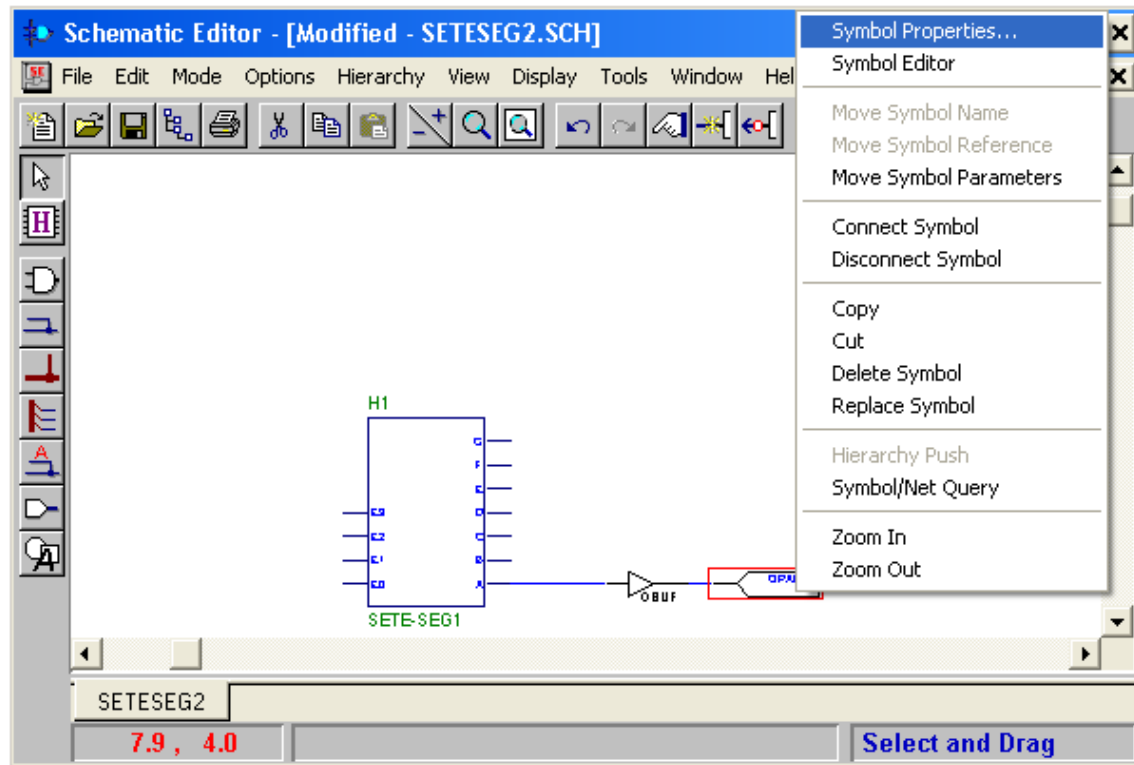 Schematic Editor - [Modified - SETESEG2.SCH]
File Edit Mode Options Hierarchy View Display Tools Window Hel
Symbol Properties...
Symbol Editor
Move Symbol Name
Move Symbol Reference
Move Symbol Parameters
Connect Symbol
Disconnect Symbol
Copy
Cut
Delete Symbol
Replace Symbol
Hierarchy Push
Symbol/Net Query
Zoom In
Zoom Out
H
A
A
H1
G
F
E
E3 D
E2 C
E1 B
E0 A
OBUF
SETE-SEG1
SETESEG2
7.9 , 4.0
Select and Drag